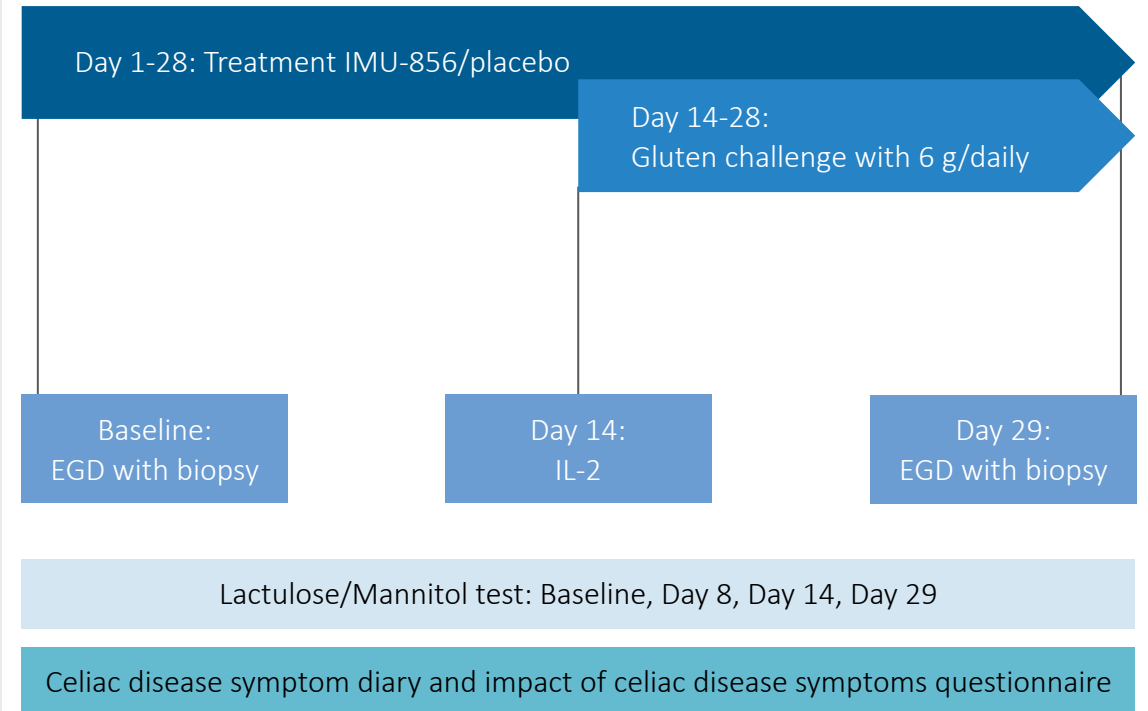 Day 1-28: Treatment IMU-856/placebo
Day 14-28:
Gluten challenge with 6 g/daily
Baseline:
EGD with biopsy
Day 14:
IL-2
Day 29:
EGD with biopsy
Lactulose/Mannitol test: Baseline, Day 8, Day 14, Day 29
Celiac disease symptom diary and impact of celiac disease symptoms questionnaire